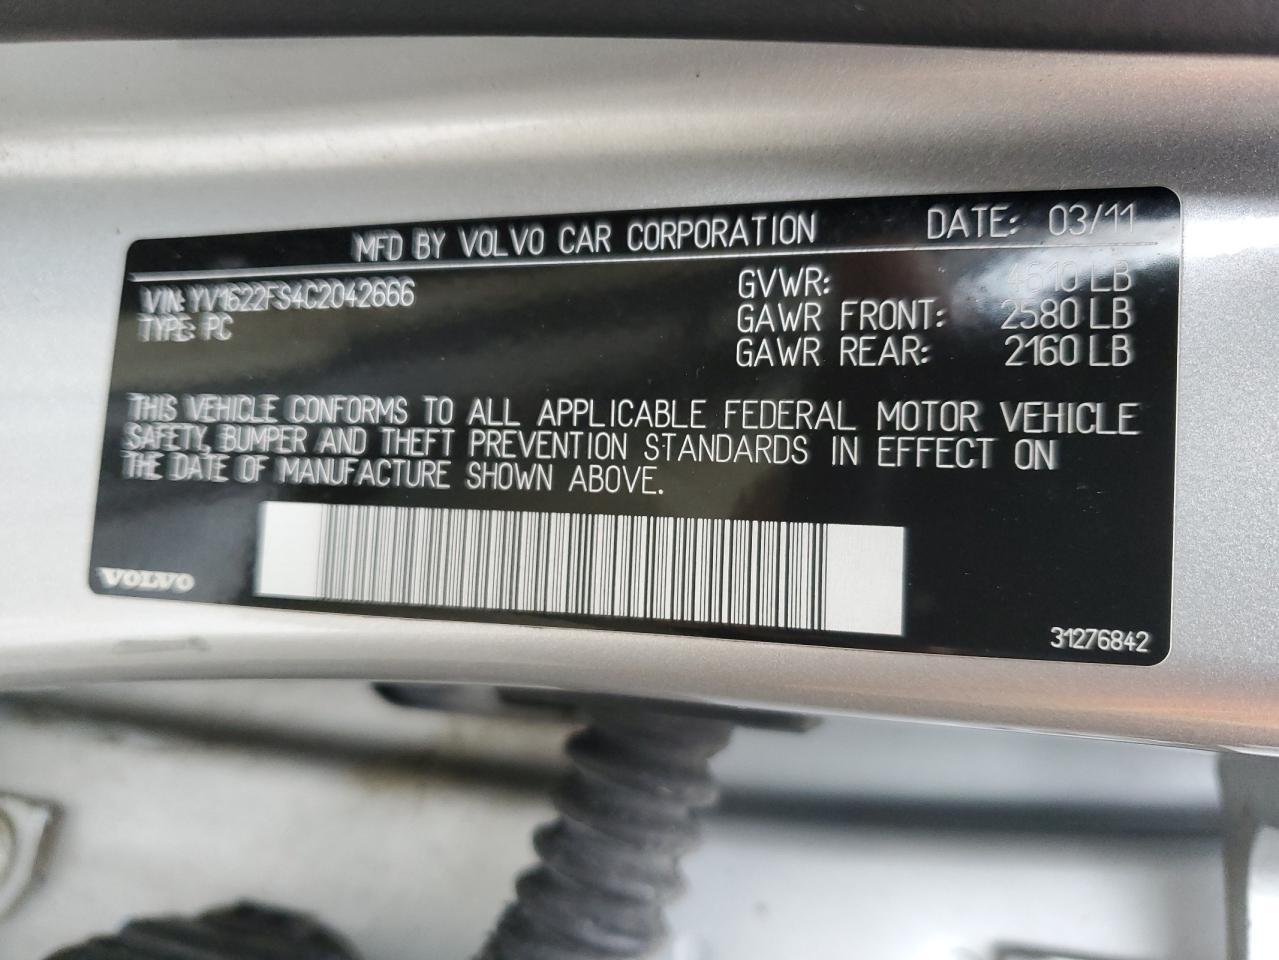 MFD BY VOLVO CAR CORPORATION DATE: 03/11
VIN: YV1622FS4C2042666 GVWR: 4610 LB
TYPE: PC GAWR FRONT: 2580 LB
GAWR REAR: 2160 LB
THIS VEHICLE CONFORMS TO ALL APPLICABLE FEDERAL MOTOR VEHICLE
SAFETY, BUMPER AND THEFT PREVENTION STANDARDS IN EFFECT ON
THE DATE OF MANUFACTURE SHOWN ABOVE.
VOLVO
31276842